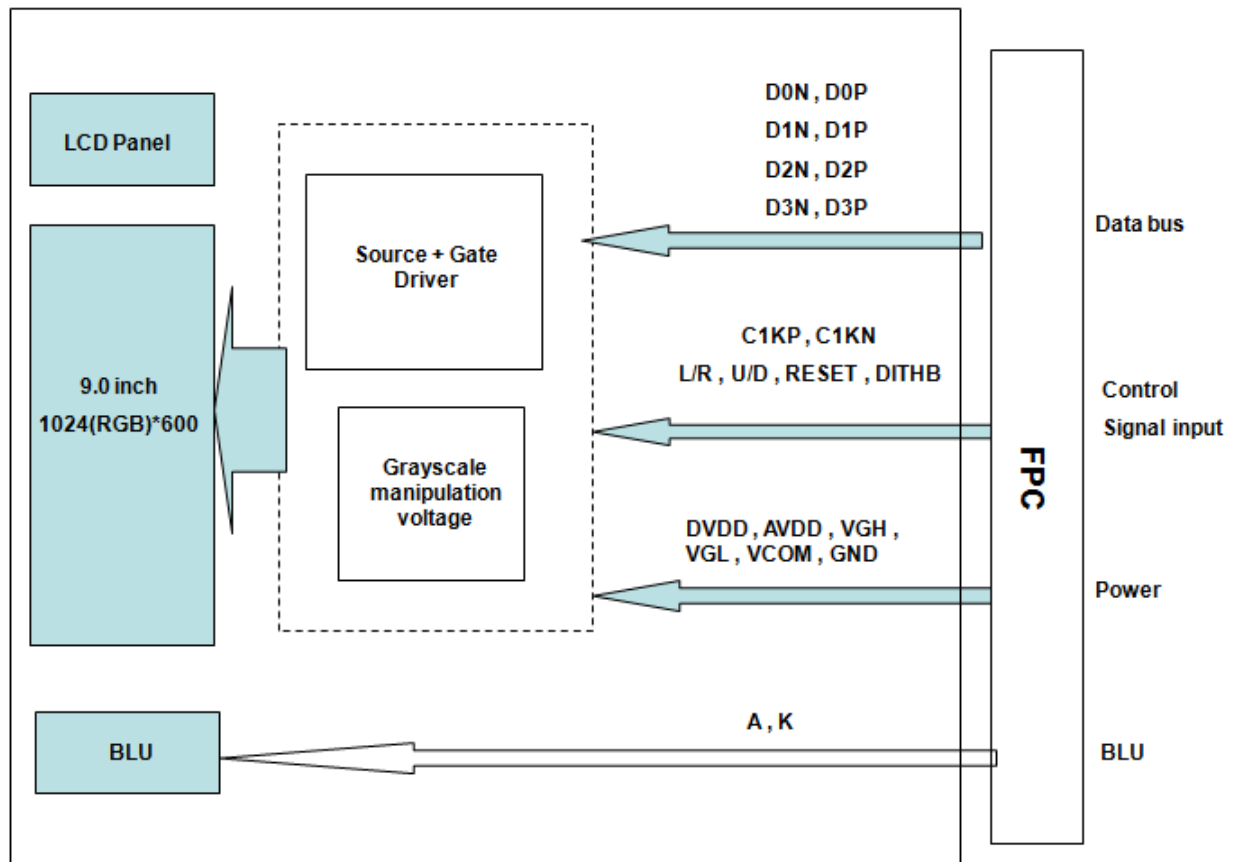 LCD Panel
9.0 inch
1024(RGB)*600
BLU
Source + Gate
Driver
Grayscale
manipulation
voltage
D0N , D0P
D1N , D1P
D2N , D2P
D3N , D3P
C1KP , C1KN
L/R , U/D , RESET , DITHB
DVDD , AVDD , VGH ,
VGL , VCOM , GND
A , K
FPC
Data bus
Control
Signal input
Power
BLU